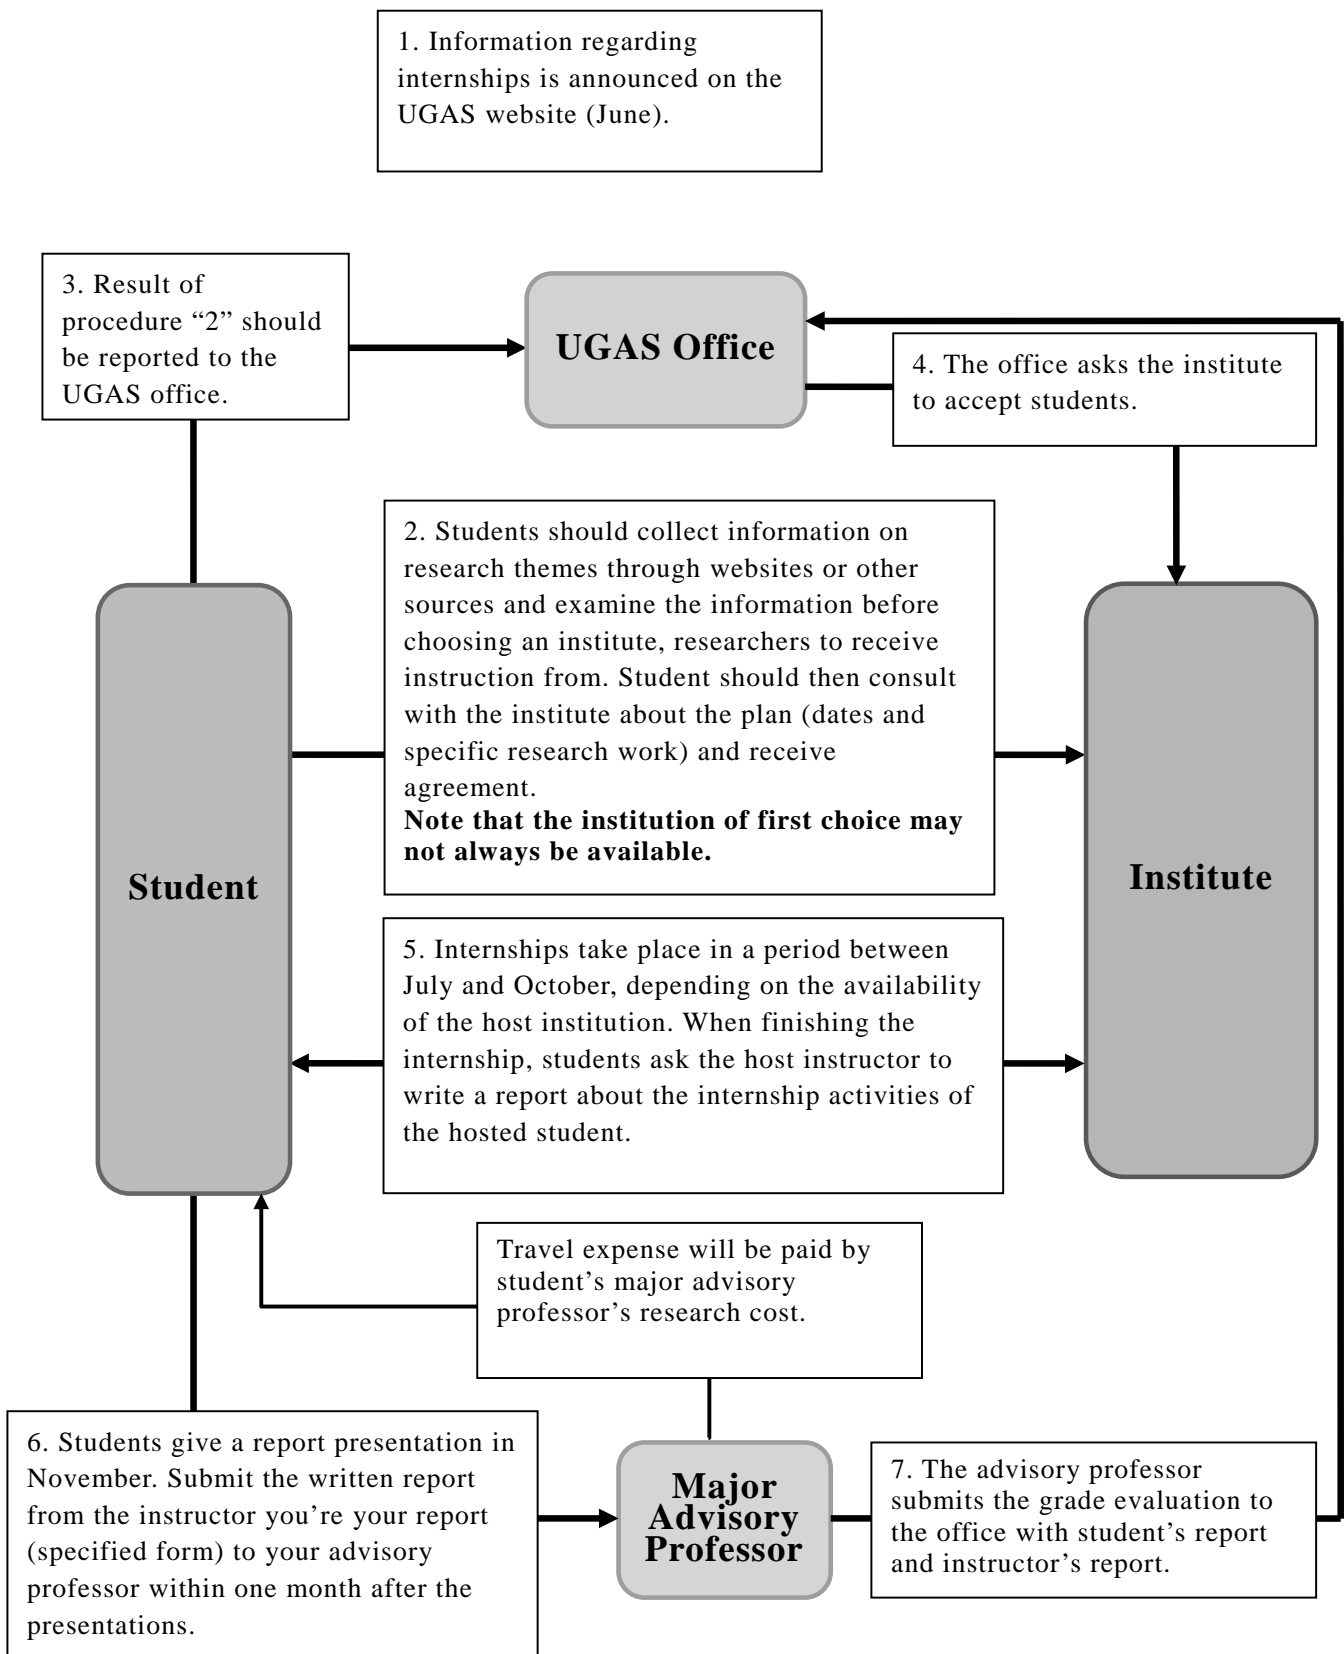 1. Information regarding
internships is announced on the
UGAS website (June).
3. Result of
procedure “2” should
be reported to the
UGAS office.
UGAS Office
4. The office asks the institute
to accept students.
2. Students should collect information on
research themes through websites or other
sources and examine the information before
choosing an institute, researchers to receive
instruction from. Student should then consult
with the institute about the plan (dates and
specific research work) and receive
agreement.
Note that the institution of first choice may
not always be available.
Student
Institute
5. Internships take place in a period between
July and October, depending on the availability
of the host institution. When finishing the
internship, students ask the host instructor to
write a report about the internship activities of
the hosted student.
Travel expense will be paid by
student’s major advisory
professor’s research cost.
6. Students give a report presentation in
November. Submit the written report
from the instructor you’re your report
(specified form) to your advisory
professor within one month after the
presentations.
Major
Advisory
Professor
7. The advisory professor
submits the grade evaluation to
the office with student’s report
and instructor’s report.